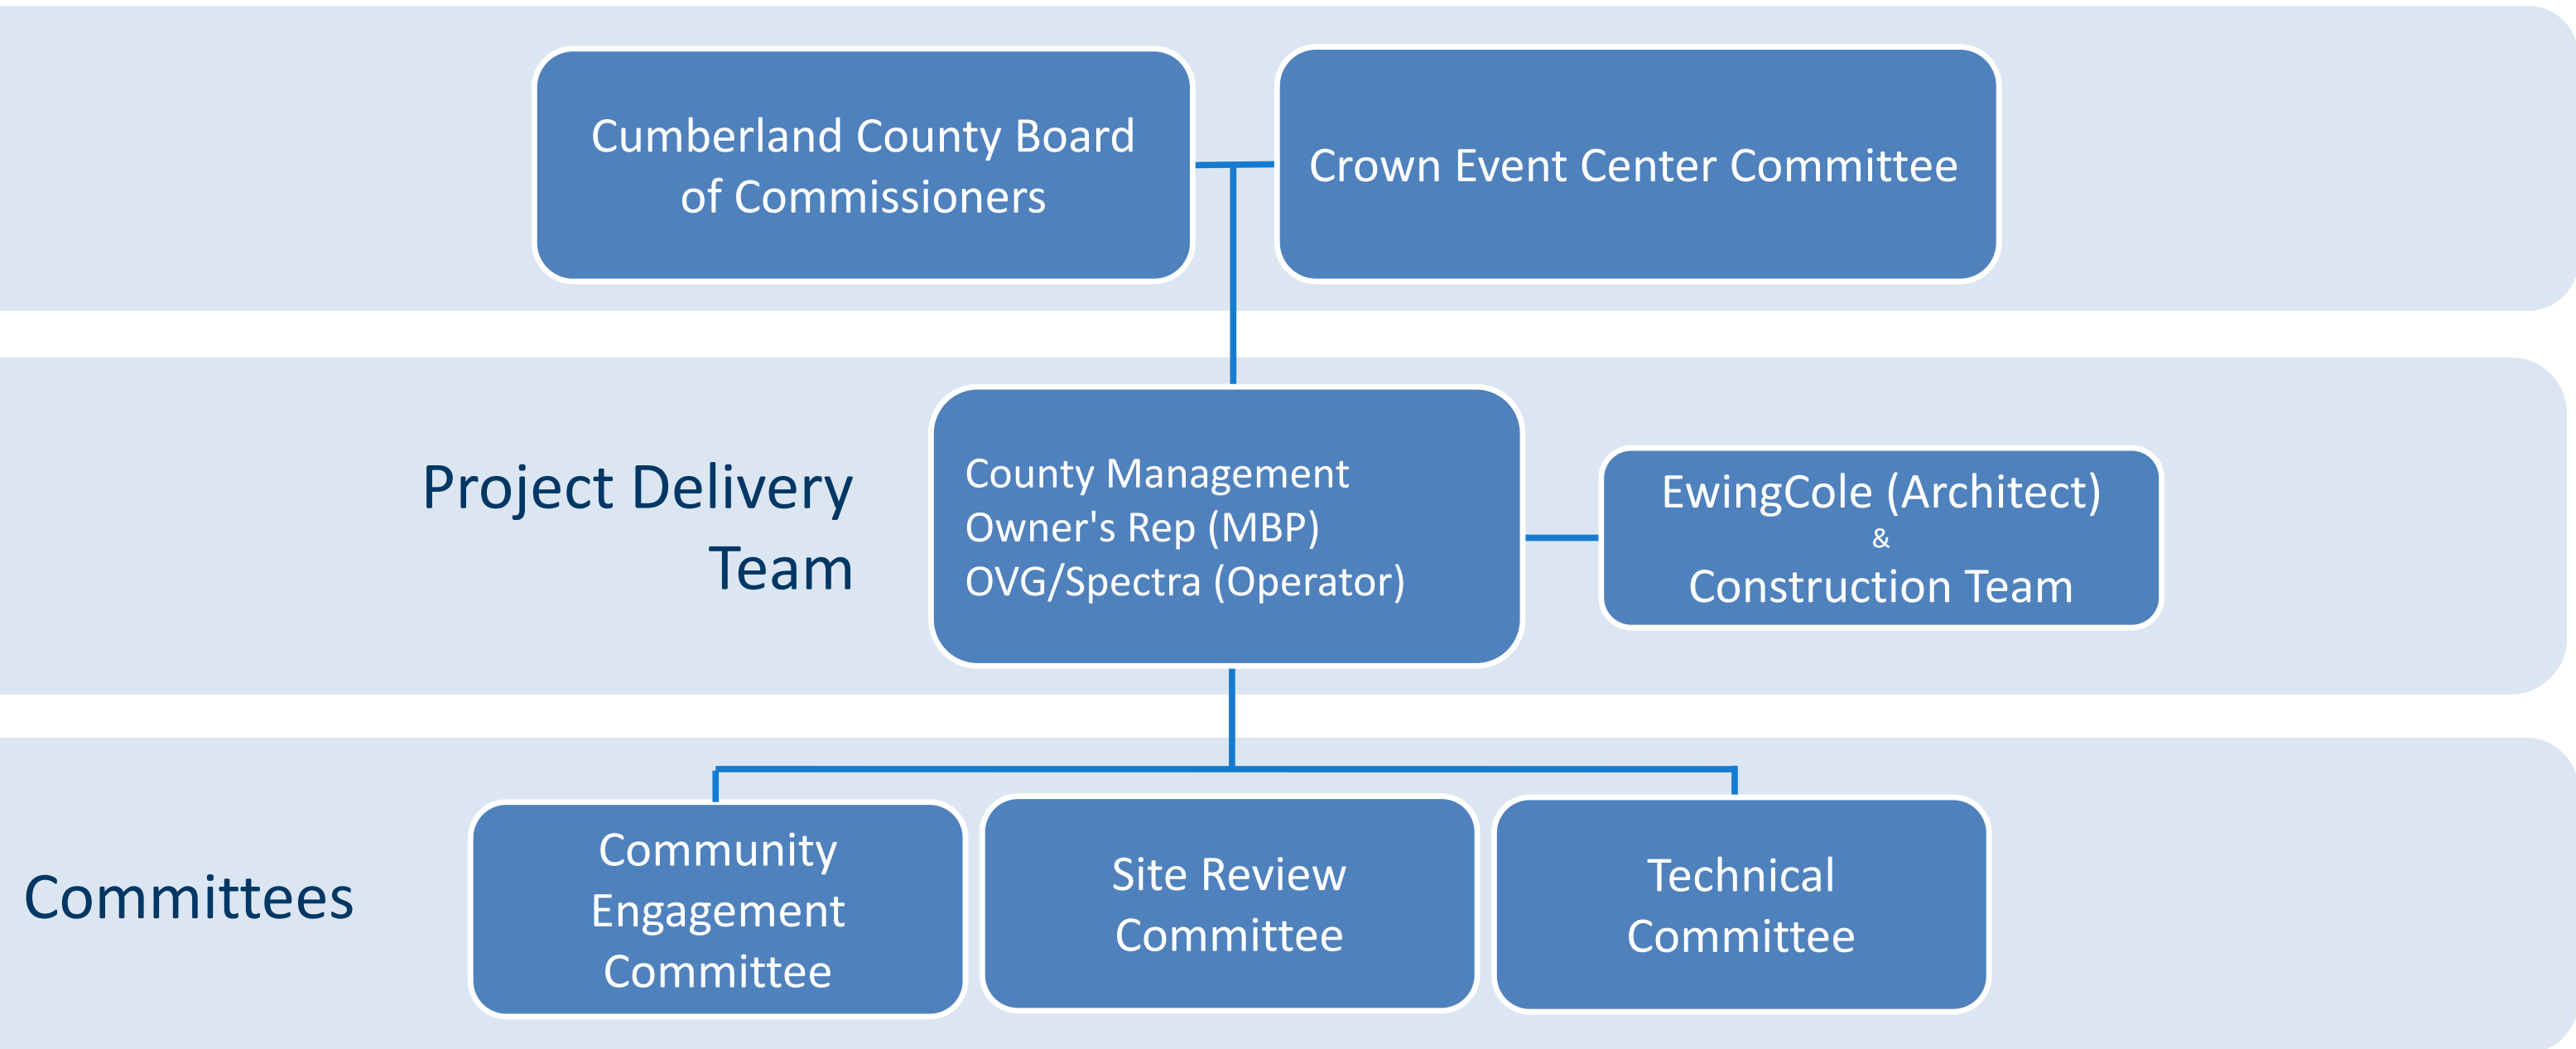 Cumberland County Board
of Commissioners
Crown Event Center Committee
Project Delivery
Team
County Management
Owner's Rep (MBP)
OVG/Spectra (Operator)
EwingCole (Architect)
&
Construction Team
Committees
Community
Engagement
Committee
Site Review
Committee
Technical
Committee